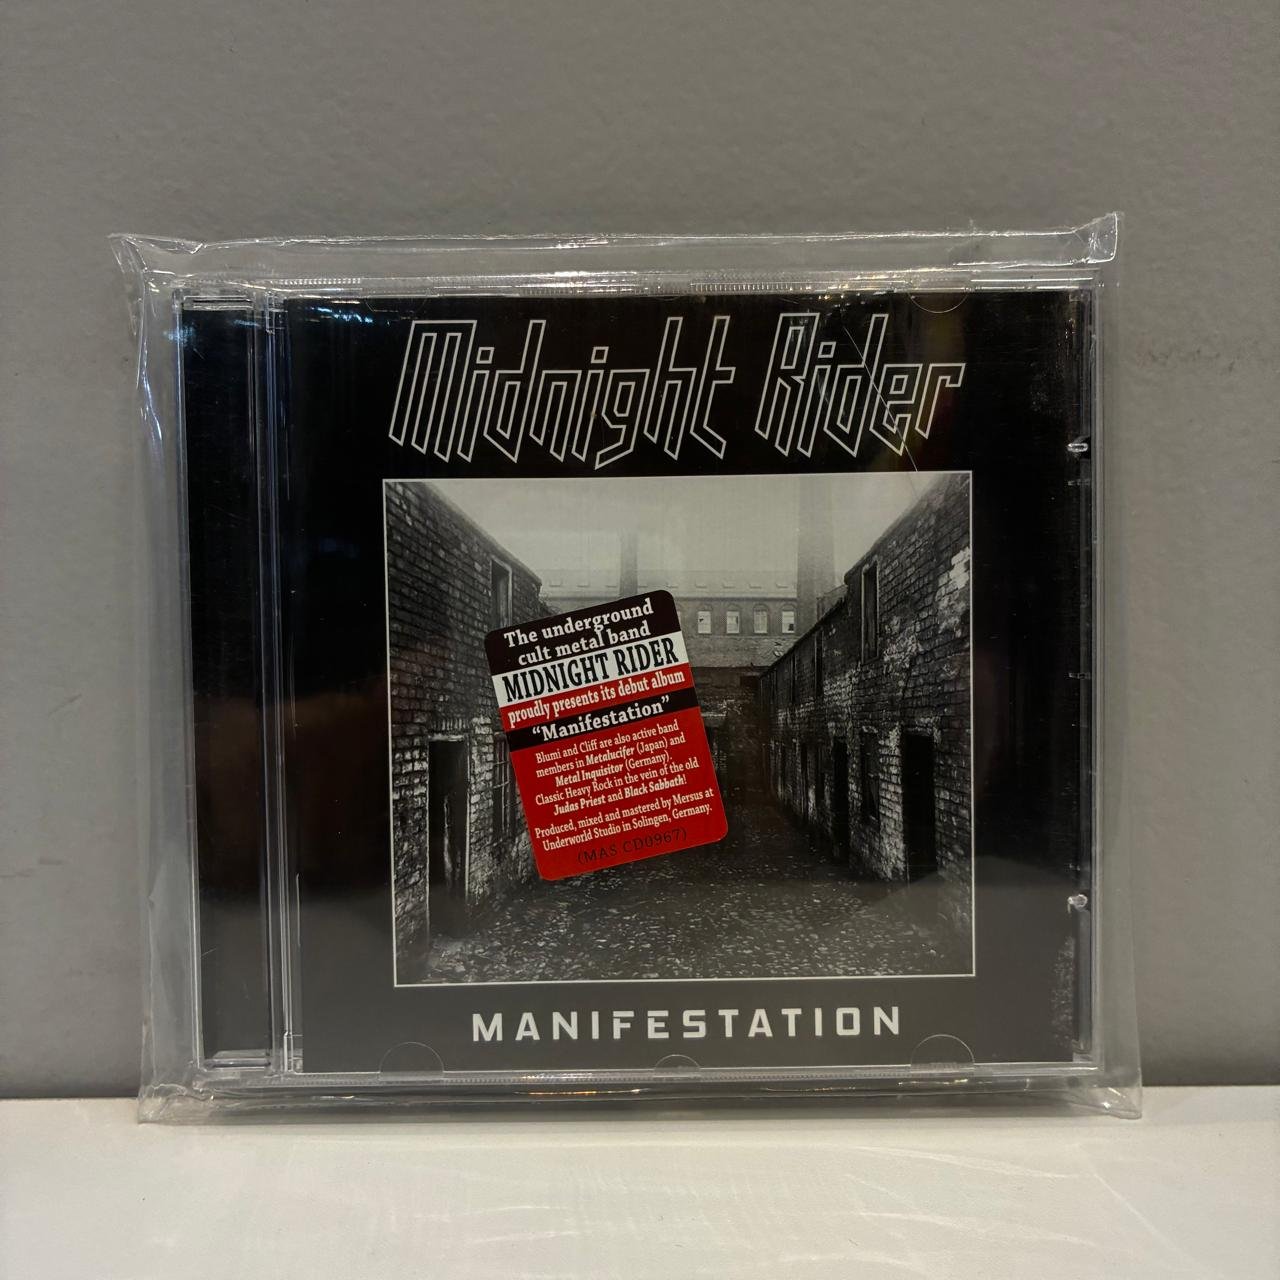 Midnight Rider
The underground
cult metal band
MIDNIGHT RIDER
proudly presents its debut album
“Manifestation”
Blumi and Cliff are also active band
members in Metalucifer (Japan) and
Metal Inquisitor (Germany).
Classic Heavy Rock in the vein of the old
Judas Priest and Black Sabbath!
Produced, mixed and mastered by Mersus at
Underworld Studio in Solingen, Germany.
(MAS CD0967)
MANIFESTATION